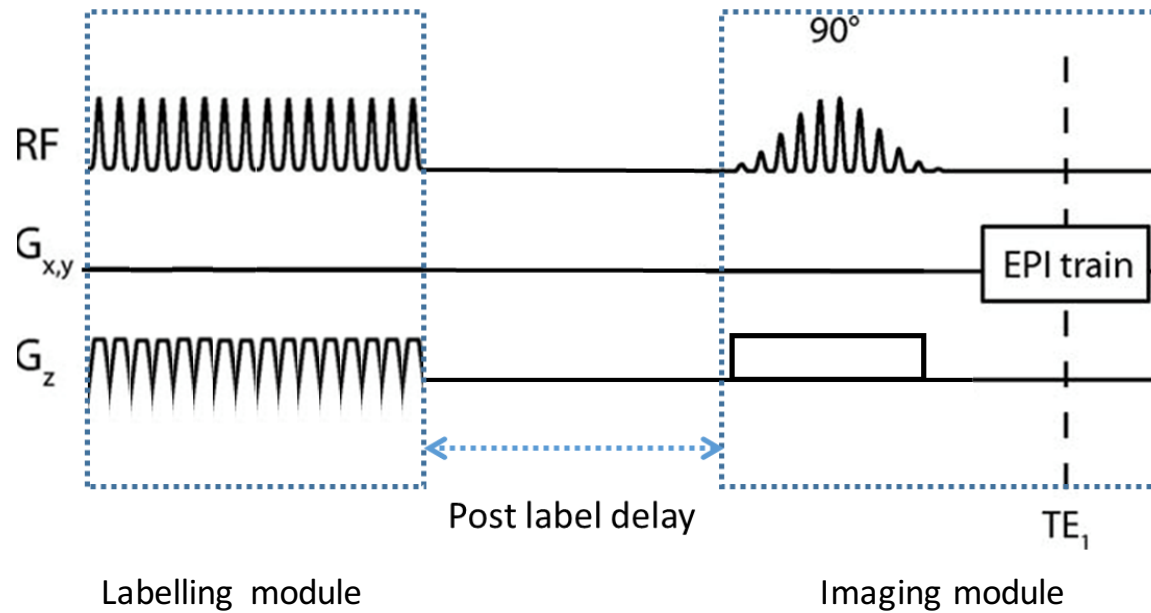 90°
RF
Gx,y
EPI train
Gz
Post label delay
TE1
Labelling module
Imaging module